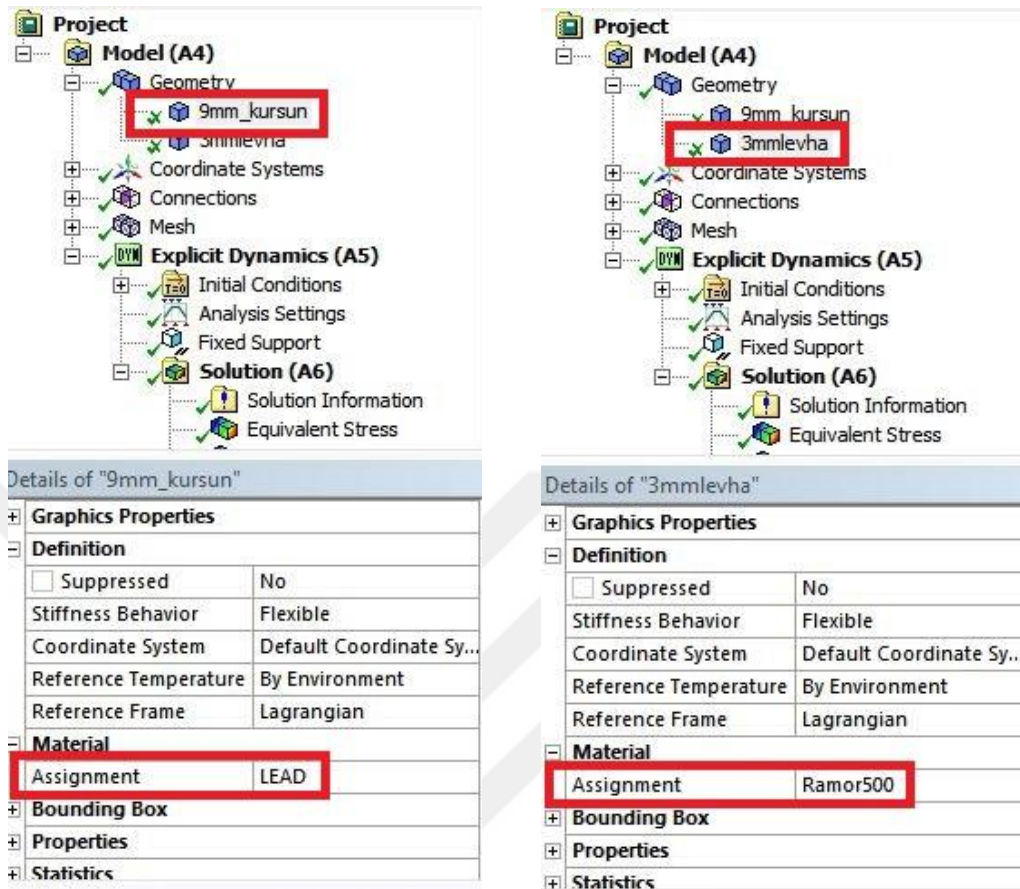 Project
Model (A4)
Geometry
9mm_kursun
3mmlevha
Coordinate Systems
Connections
Mesh
Explicit Dynamics (A5)
Initial Conditions
Analysis Settings
Fixed Support
Solution (A6)
Solution Information
Equivalent Stress
Details of "9mm_kursun"
Graphics Properties
Definition
Suppressed No
Stiffness Behavior Flexible
Coordinate System Default Coordinate Sy...
Reference Temperature By Environment
Reference Frame Lagrangian
Material
Assignment LEAD
Bounding Box
Properties
Statistics
Project
Model (A4)
Geometry
9mm_kursun
3mmlevha
Coordinate Systems
Connections
Mesh
Explicit Dynamics (A5)
Initial Conditions
Analysis Settings
Fixed Support
Solution (A6)
Solution Information
Equivalent Stress
Details of "3mmlevha"
Graphics Properties
Definition
Suppressed No
Stiffness Behavior Flexible
Coordinate System Default Coordinate Sy...
Reference Temperature By Environment
Reference Frame Lagrangian
Material
Assignment Ramor500
Bounding Box
Properties
Statistics